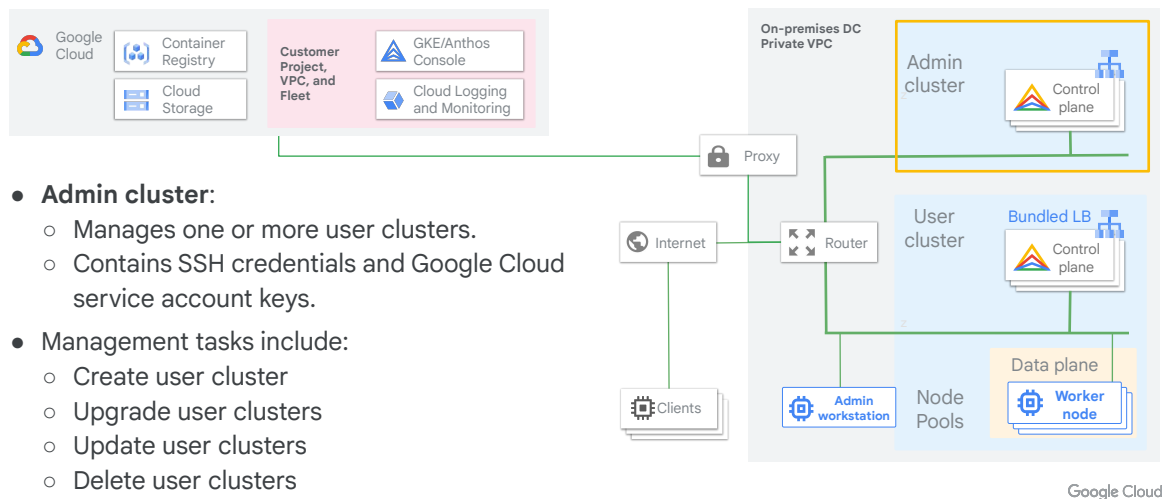 Google
Cloud
Container
Registry
Cloud
Storage
Customer
Project,
VPC, and
Fleet
GKE/Anthos
Console
Cloud Logging
and Monitoring
On-premises DC
Private VPC
Admin
cluster
Control
plane
Proxy
● Admin cluster:
○ Manages one or more user clusters.
○ Contains SSH credentials and Google Cloud
service account keys.
● Management tasks include:
○ Create user cluster
○ Upgrade user clusters
○ Update user clusters
○ Delete user clusters
Internet
Router
User
cluster
Bundled LB
Control
plane
Clients
Admin
workstation
Node
Pools
Data plane
Worker
node
Google Cloud